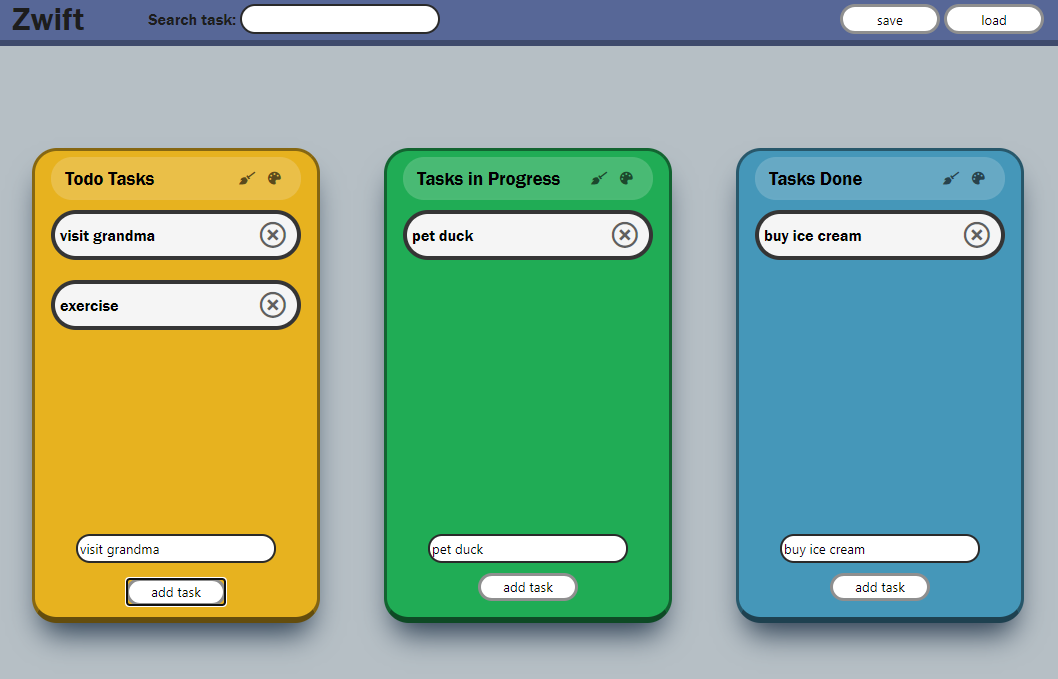 Zwift
Search task:
save
load
Todo Tasks
visit grandma
exercise
visit grandma
add task
Tasks in Progress
pet duck
pet duck
add task
Tasks Done
buy ice cream
buy ice cream
add task